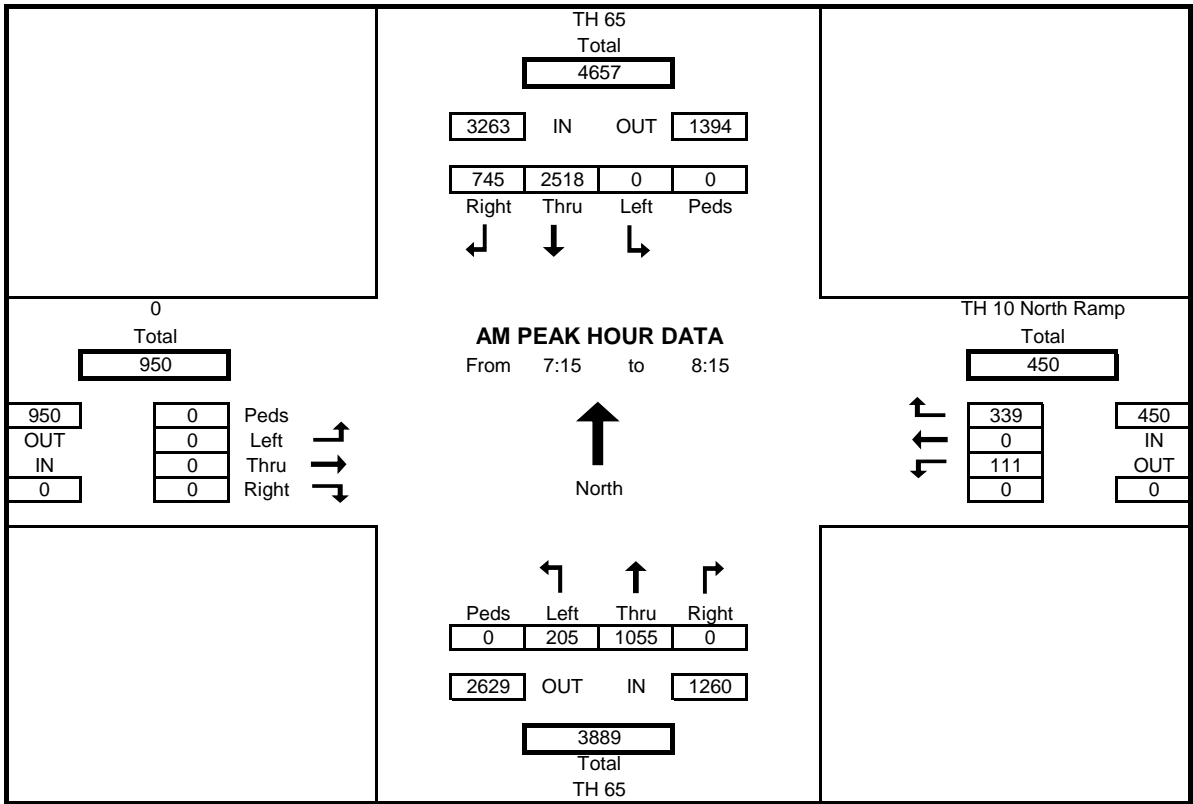 TH 65
Total
4657
3263 IN OUT 1394
745 2518 0 0
Right Thru Left Peds
0
Total
950
950 0 Peds
OUT 0 Left
IN 0 Thru
0 0 Right
AM PEAK HOUR DATA
From 7:15 to 8:15
North
TH 10 North Ramp
Total
450
339 450
0 IN
111 OUT
0 0
Peds Left Thru Right
0 205 1055 0
2629 OUT IN 1260
3889
Total
TH 65